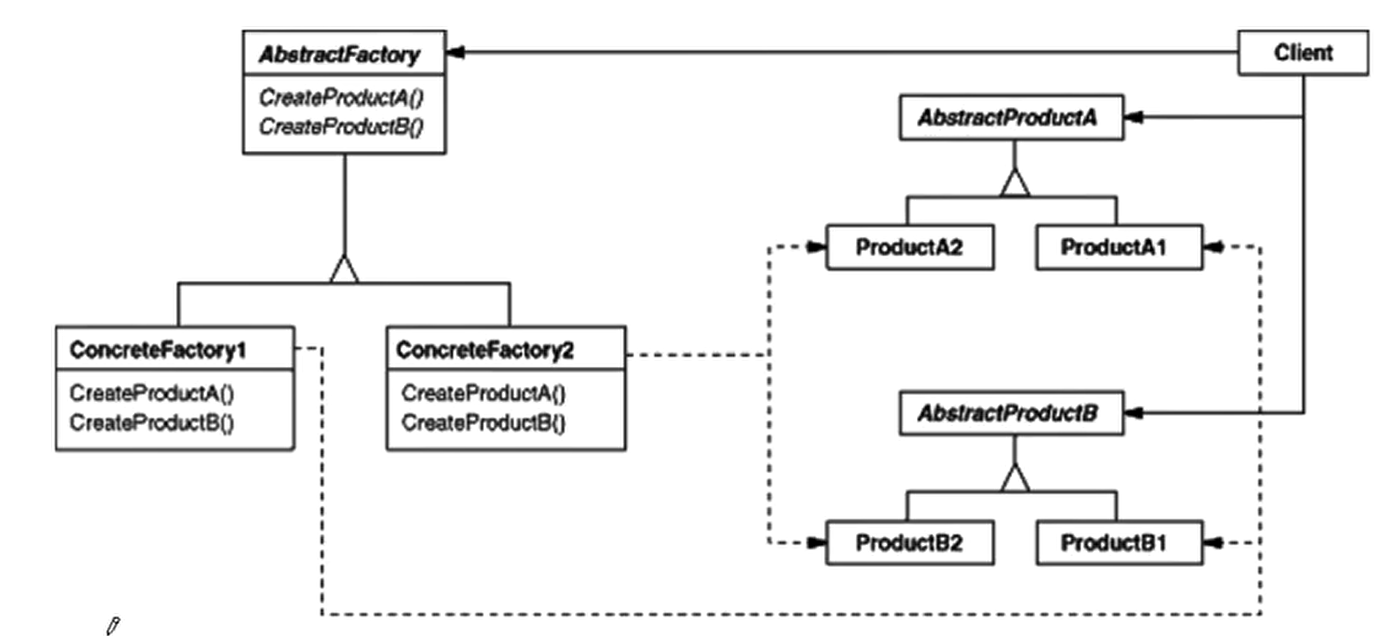 AbstractFactory
CreateProductA()
CreateProductB()
Client
AbstractProductA
ProductA2
ProductA1
ConcreteFactory1
CreateProductA()
CreateProductB()
ConcreteFactory2
CreateProductA()
CreateProductB()
AbstractProductB
ProductB2
ProductB1